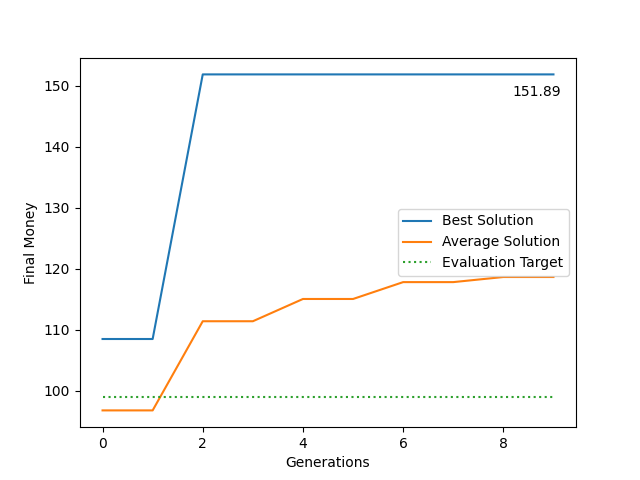 150
140
130
120
110
100
Final Money
151.89
Best Solution
Average Solution
Evaluation Target
0 2 4 6 8
Generations